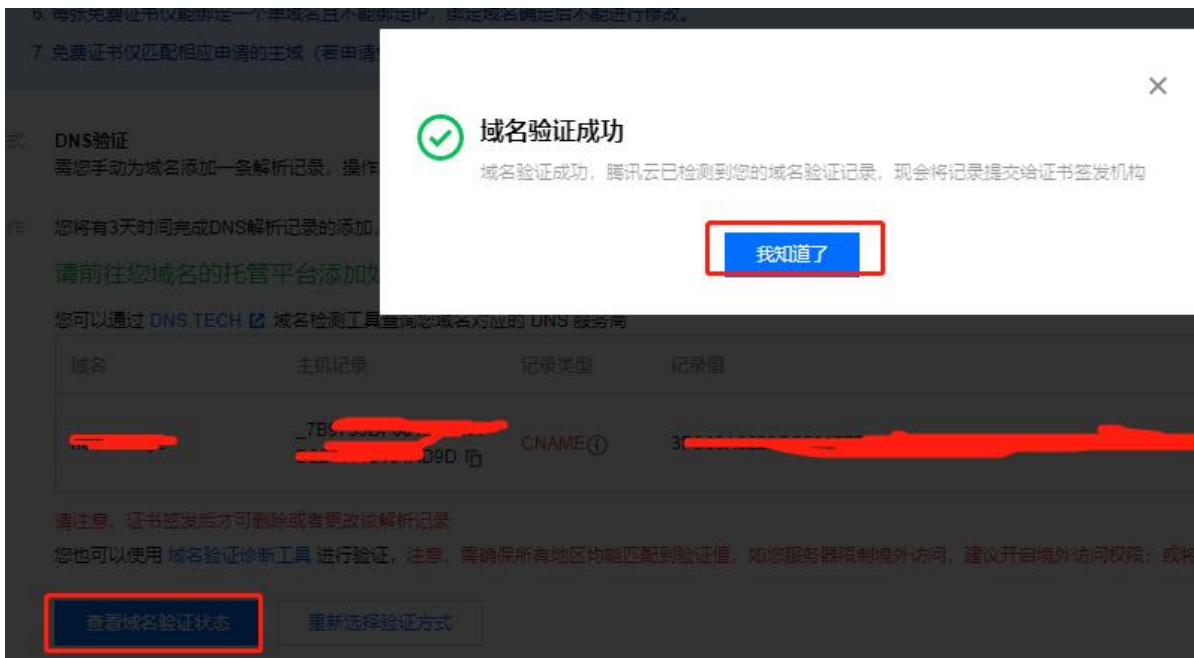 6. 每张免费证书仅能绑定一个单域名且不能绑定IP，绑定域名确定后不能进行修改。
7. 免费证书仅匹配相应申请的主域（若申请
域名验证成功
域名验证成功，腾讯云已检测到您的域名验证记录，现会将记录提交给证书签发机构
我知道了
式 DNS验证
需您手动为域名添加一条解析记录，操作
作 您将有3天时间完成DNS解析记录的添加，
请前往您域名的托管平台添加如
您可以通过 DNS TECH 域名检测工具查询您域名对应的 DNS 服务商
域名 主机记录 记录类型 记录值
CNAME
请注意，证书签发后才可删除或者更改该解析记录
您也可以使用 域名验证诊断工具 进行验证，注意，需确保所有地区均能匹配到验证值，如您服务器限制境外访问，建议开启境外访问权限；或将
查看域名验证状态 重新选择验证方式